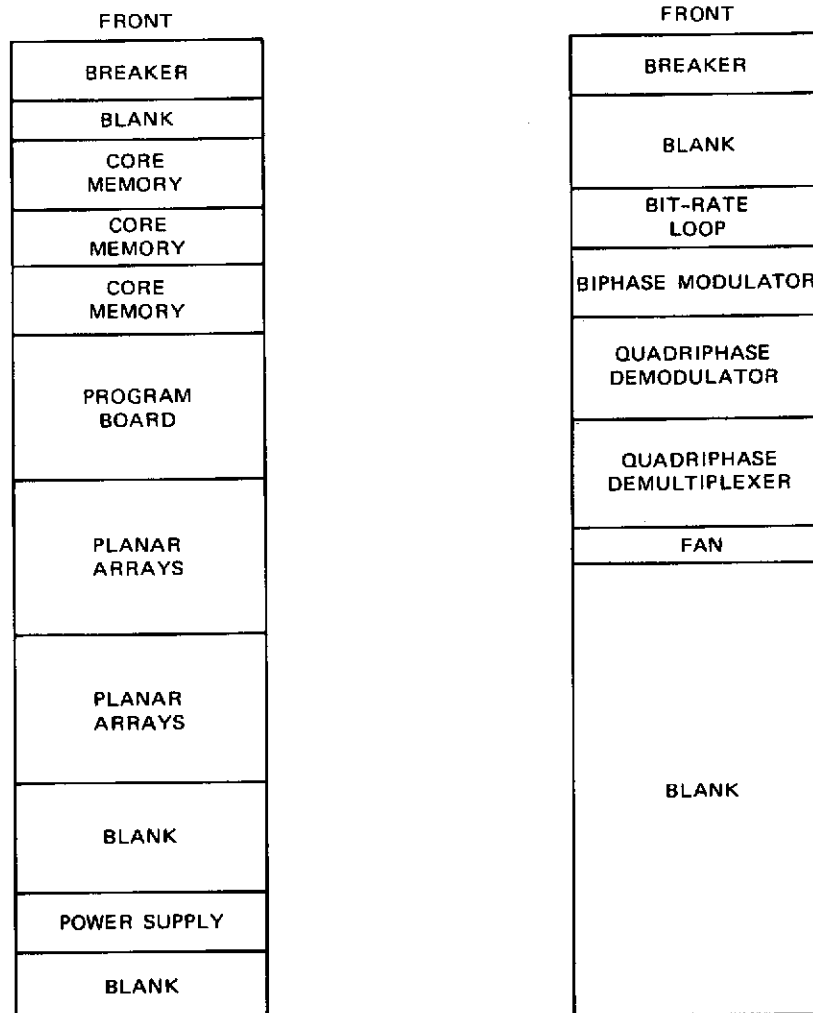 FRONT
BREAKER
BLANK
CORE
MEMORY
CORE
MEMORY
CORE
MEMORY
PROGRAM
BOARD
PLANAR
ARRAYS
PLANAR
ARRAYS
BLANK
POWER SUPPLY
BLANK
FRONT
BREAKER
BLANK
BIT-RATE
LOOP
BIPHASE MODULATOR
QUADRIPHASE
DEMODULATOR
QUADRIPHASE
DEMULTIPLEXER
FAN
BLANK